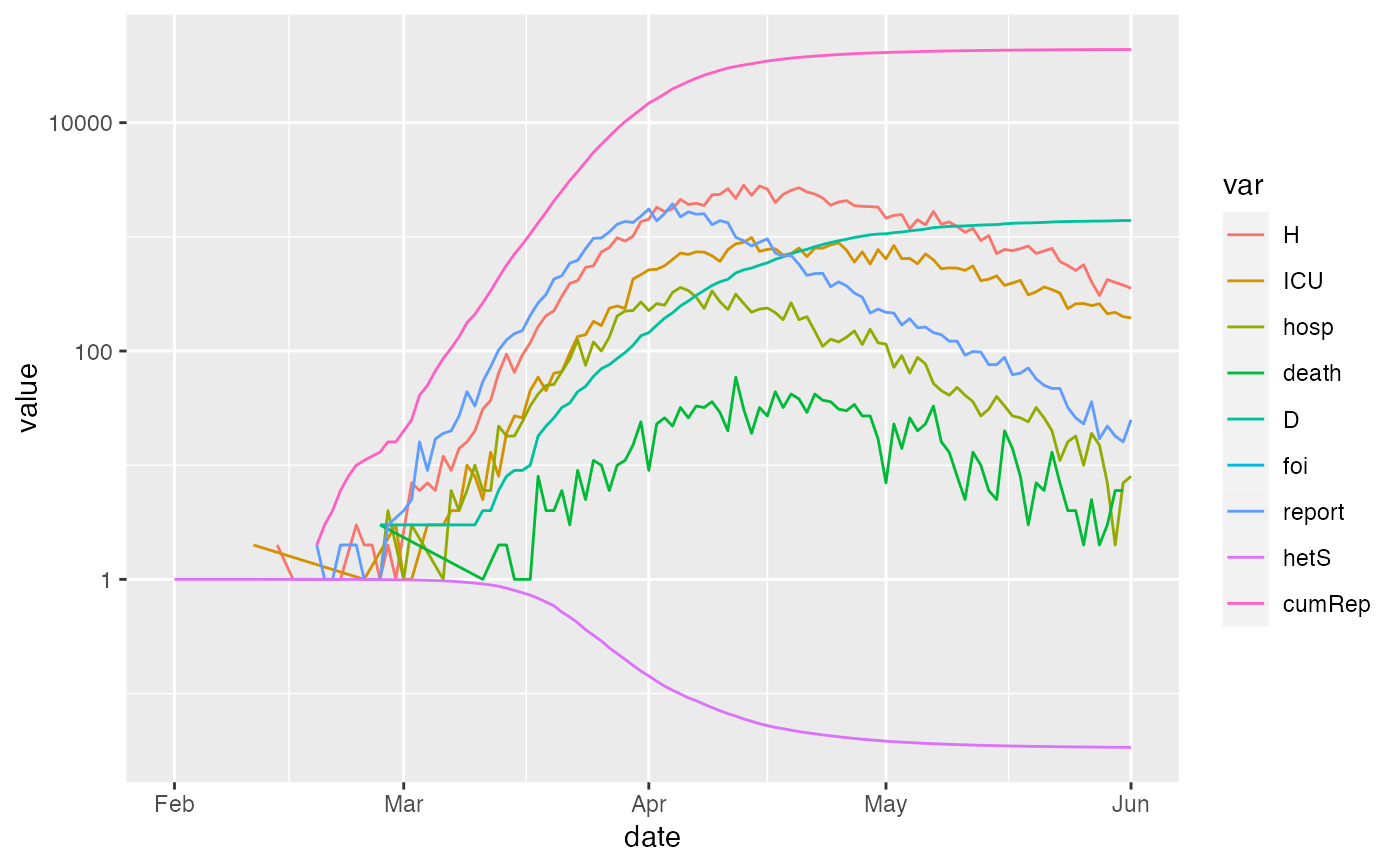 10000
100
1
value
Feb Mar Apr May Jun
date
var
H
ICU
hosp
death
D
foi
report
hetS
cumRep